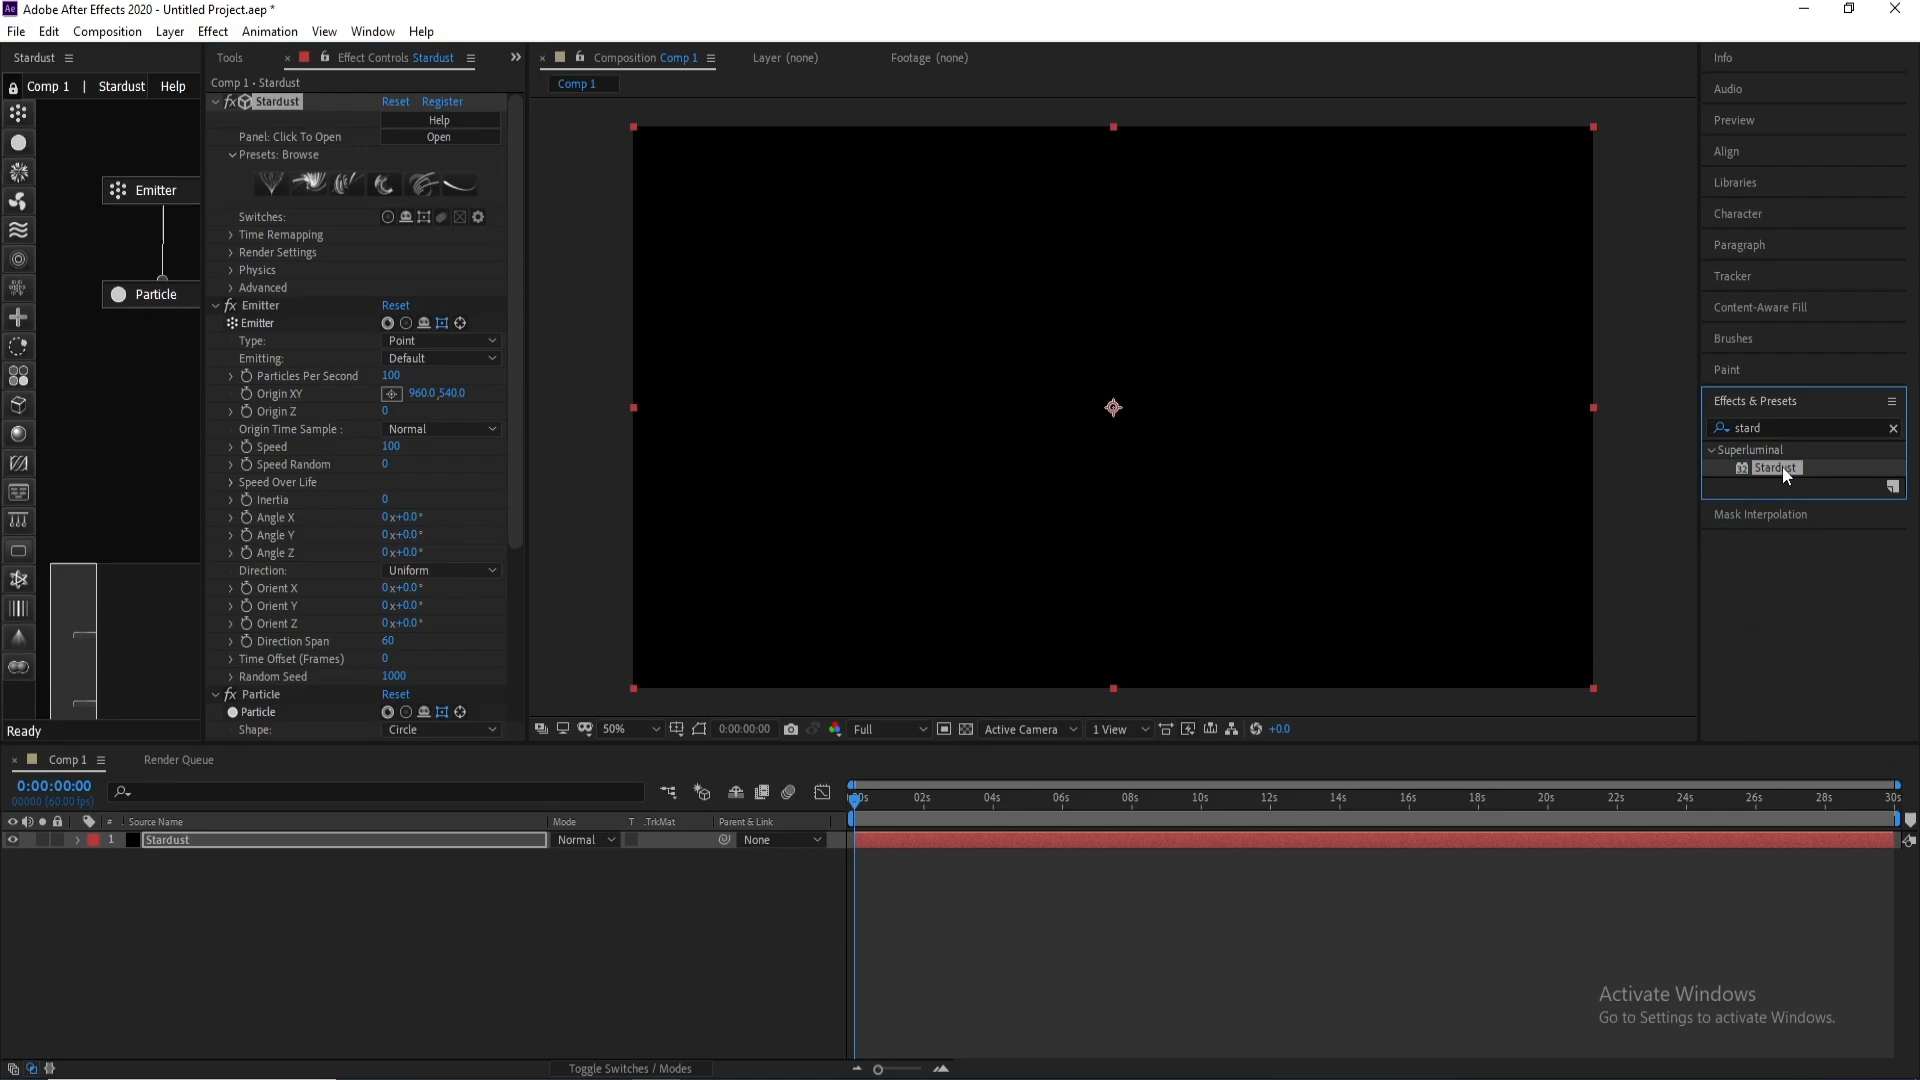 Adobe After Effects 2020 - Untitled Project.aep *
File Edit Composition Layer Effect Animation View Window Help
Stardust
Comp 1 | Stardust Help
Emitter
Particle
Ready
Tools
Effect Controls Stardust
Comp 1 • Stardust
fx Stardust Reset Register
Help
Panel: Click To Open Open
Presets: Browse
Switches:
Time Remapping
Render Settings
Physics
Advanced
fx Emitter Reset
Emitter
Type: Point
Emitting: Default
Particles Per Second 100
Origin XY 960.0,540.0
Origin Z 0
Origin Time Sample : Normal
Speed 100
Speed Random 0
Speed Over Life
Inertia 0
Angle X 0x+0.0°
Angle Y 0x+0.0°
Angle Z 0x+0.0°
Direction: Uniform
Orient X 0x+0.0°
Orient Y 0x+0.0°
Orient Z 0x+0.0°
Direction Span 60
Time Offset (Frames) 0
Random Seed 1000
fx Particle Reset
Particle
Shape: Circle
Composition Comp 1
Layer (none)
Footage (none)
Comp 1
50% 0:00:00:00 Full Active Camera 1 View +0.0
Info
Audio
Preview
Align
Libraries
Character
Paragraph
Tracker
Content-Aware Fill
Brushes
Paint
Effects & Presets
stard
Superluminal
32 Stardust
Mask Interpolation
Comp 1
Render Queue
0:00:00:00
00000 (60.00 fps)
02s 04s 06s 08s 10s 12s 14s 16s 18s 20s 22s 24s 26s 28s 30s
# Source Name Mode T .TrkMat Parent & Link
1 Stardust Normal None
Activate Windows
Go to Settings to activate Windows.
Toggle Switches / Modes